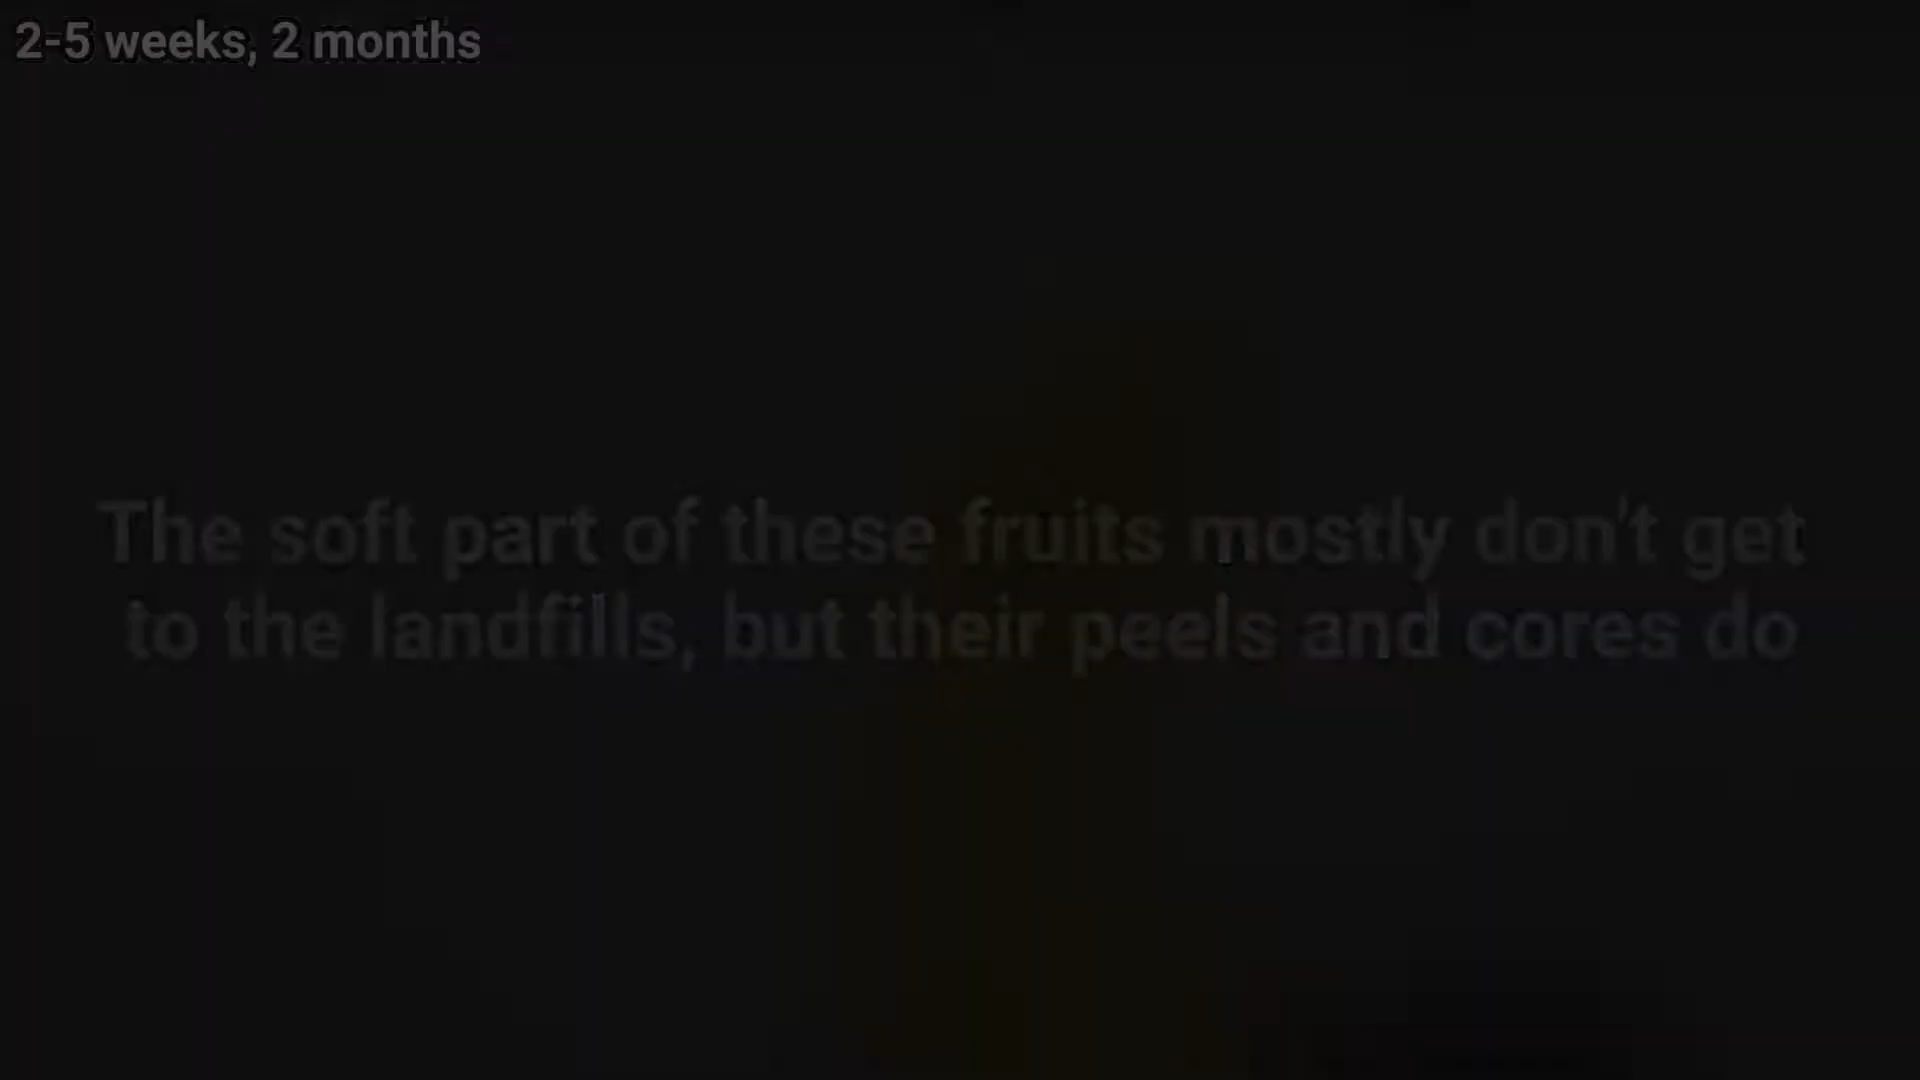 2-5 weeks, 2 months
The soft part of these fruits mostly don't get
to the landfills, but their peels and cores do